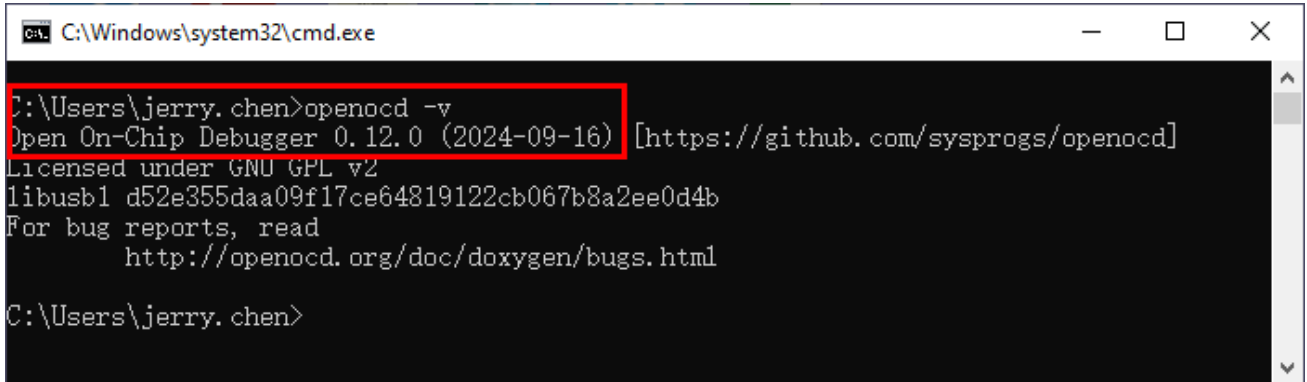 C:\Windows\system32\cmd.exe
C:\Users\jerry.chen>openocd -v
Open On-Chip Debugger 0.12.0 (2024-09-16) [https://github.com/sysprogs/openocd]
Licensed under GNU GPL v2
libusb1 d52e355daa09f17ce64819122cb067b8a2ee0d4b
For bug reports, read
        http://openocd.org/doc/doxygen/bugs.html
C:\Users\jerry.chen>